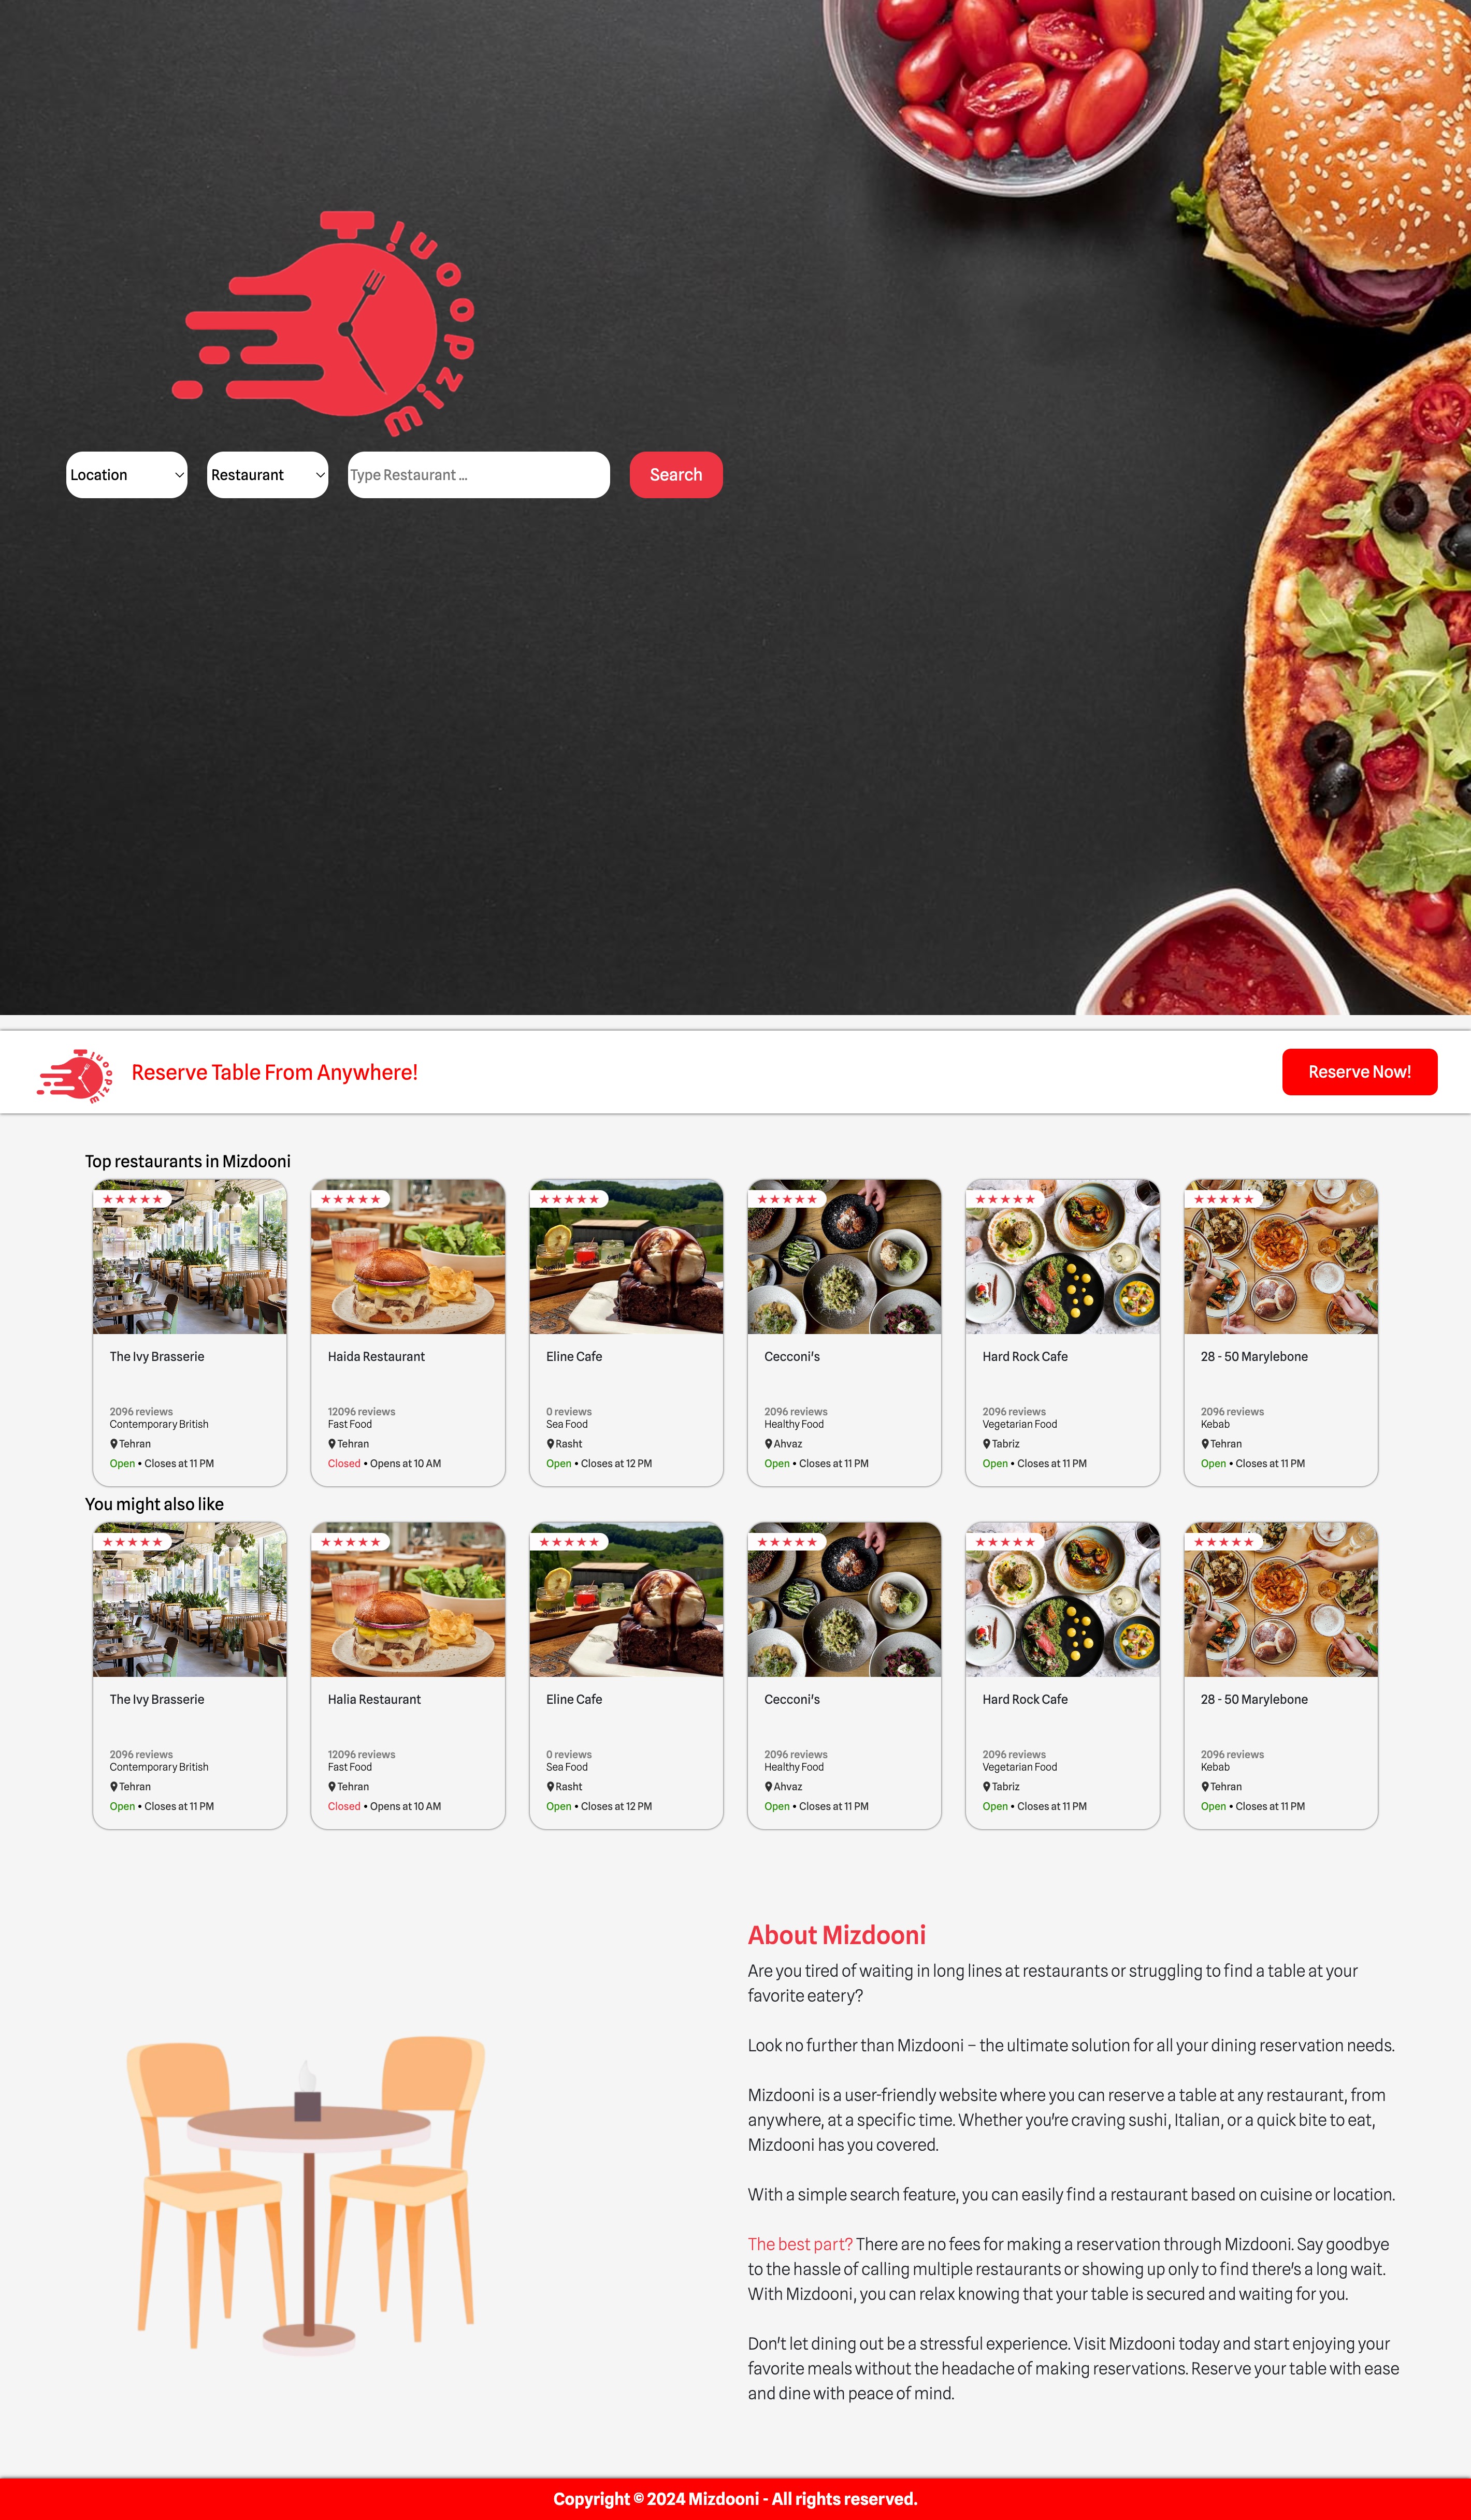 mizdooni
Location
Restaurant
Type Restaurant ...
Search
mizdooni
Reserve Table From Anywhere!
Reserve Now!
Top restaurants in Mizdooni
★★★★★
★★★★★
★★★★★
★★★★★
★★★★★
★★★★★
The Ivy Brasserie
2096 reviews
Contemporary British
Tehran
Open • Closes at 11 PM
Haida Restaurant
12096 reviews
Fast Food
Tehran
Closed • Opens at 10 AM
Eline Cafe
0 reviews
Sea Food
Rasht
Open • Closes at 12 PM
Cecconi's
2096 reviews
Healthy Food
Ahvaz
Open • Closes at 11 PM
Hard Rock Cafe
2096 reviews
Vegetarian Food
Tabriz
Open • Closes at 11 PM
28 - 50 Marylebone
2096 reviews
Kebab
Tehran
Open • Closes at 11 PM
You might also like
★★★★★
★★★★★
★★★★★
★★★★★
★★★★★
★★★★★
The Ivy Brasserie
2096 reviews
Contemporary British
Tehran
Open • Closes at 11 PM
Halia Restaurant
12096 reviews
Fast Food
Tehran
Closed • Opens at 10 AM
Eline Cafe
0 reviews
Sea Food
Rasht
Open • Closes at 12 PM
Cecconi's
2096 reviews
Healthy Food
Ahvaz
Open • Closes at 11 PM
Hard Rock Cafe
2096 reviews
Vegetarian Food
Tabriz
Open • Closes at 11 PM
28 - 50 Marylebone
2096 reviews
Kebab
Tehran
Open • Closes at 11 PM
About Mizdooni
Are you tired of waiting in long lines at restaurants or struggling to find a table at your
favorite eatery?
Look no further than Mizdooni – the ultimate solution for all your dining reservation needs.
Mizdooni is a user-friendly website where you can reserve a table at any restaurant, from
anywhere, at a specific time. Whether you're craving sushi, Italian, or a quick bite to eat,
Mizdooni has you covered.
With a simple search feature, you can easily find a restaurant based on cuisine or location.
The best part? There are no fees for making a reservation through Mizdooni. Say goodbye
to the hassle of calling multiple restaurants or showing up only to find there's a long wait.
With Mizdooni, you can relax knowing that your table is secured and waiting for you.
Don't let dining out be a stressful experience. Visit Mizdooni today and start enjoying your
favorite meals without the headache of making reservations. Reserve your table with ease
and dine with peace of mind.
Copyright © 2024 Mizdooni - All rights reserved.